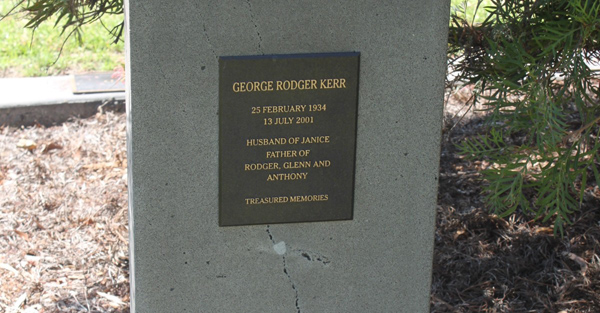 GEORGE RODGER KERR
25 FEBRUARY 1934
13 JULY 2001
HUSBAND OF JANICE
FATHER OF
RODGER, GLENN AND
ANTHONY
TREASURED MEMORIES